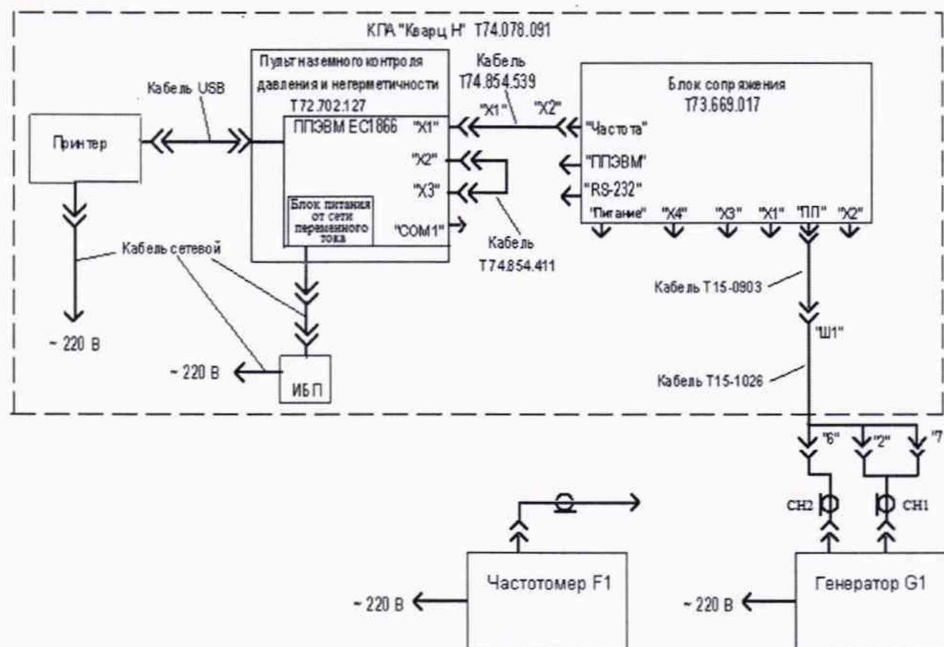 КПА "Кварц Н" Т74.078.091
Пульт наземного контроля
давления и негерметичности
Т72.702.127
ППЭВМ ЕС1866
"Х1"
"Х2"
"Х3"
"COM1"
Блок питания
от сети
переменного
тока
Кабель USB
Принтер
Кабель
Т74.854.539
"Х1"
"Х2"
Блок сопряжения
Т73.669.017
"Частота"
"ППЭВМ"
"RS-232"
"Питание"
"Х4"
"Х3"
"Х1"
"ПП"
"Х2"
Кабель
Т74.854.411
Кабель сетевой
~ 220 В
~ 220 В
ИБП
Кабель Т15-0903
"Ш1"
Кабель Т15-1026
"6"
"2"
"7
СН2
СН1
Частотомер F1
~ 220 В
Генератор G1
~ 220 В